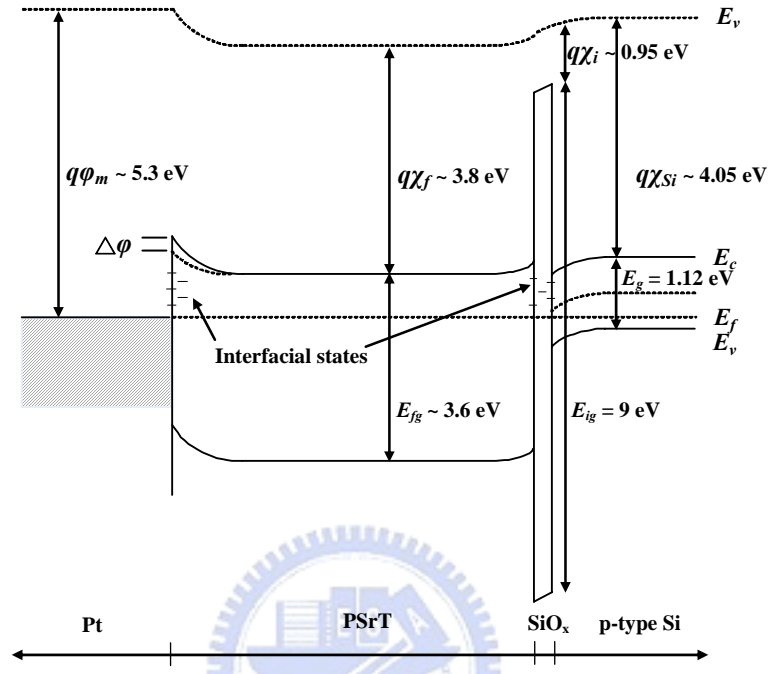 E_v
qχ_i ~ 0.95 eV
qφ_m ~ 5.3 eV
qχ_f ~ 3.8 eV
qχ_Si ~ 4.05 eV
△φ
E_c
E_g = 1.12 eV
E_f
E_v
Interfacial states
E_fg ~ 3.6 eV
E_ig = 9 eV
Pt
PSrT
SiO_x
p-type Si